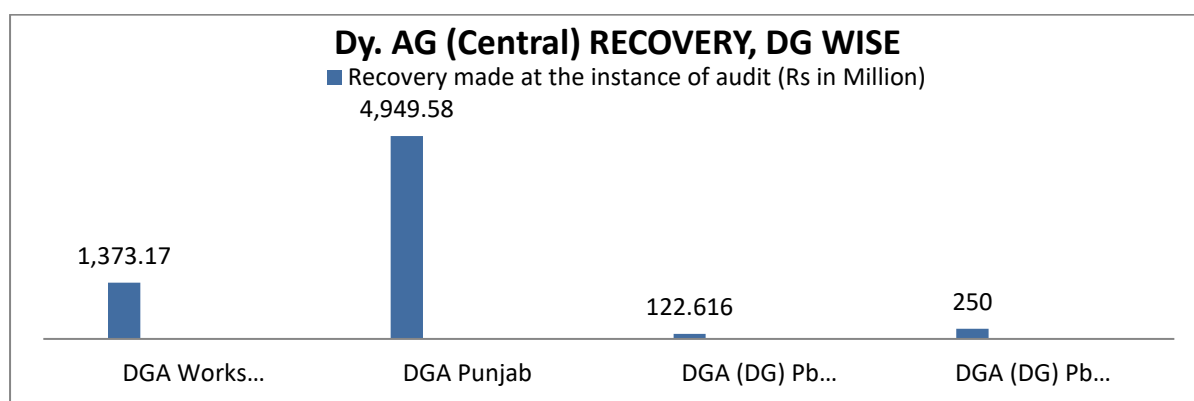 Dy. AG (Central) RECOVERY, DG WISE
Recovery made at the instance of audit (Rs in Million)
4,949.58
1,373.17
122.616
250
DGA Works...
DGA Punjab
DGA (DG) Pb...
DGA (DG) Pb...